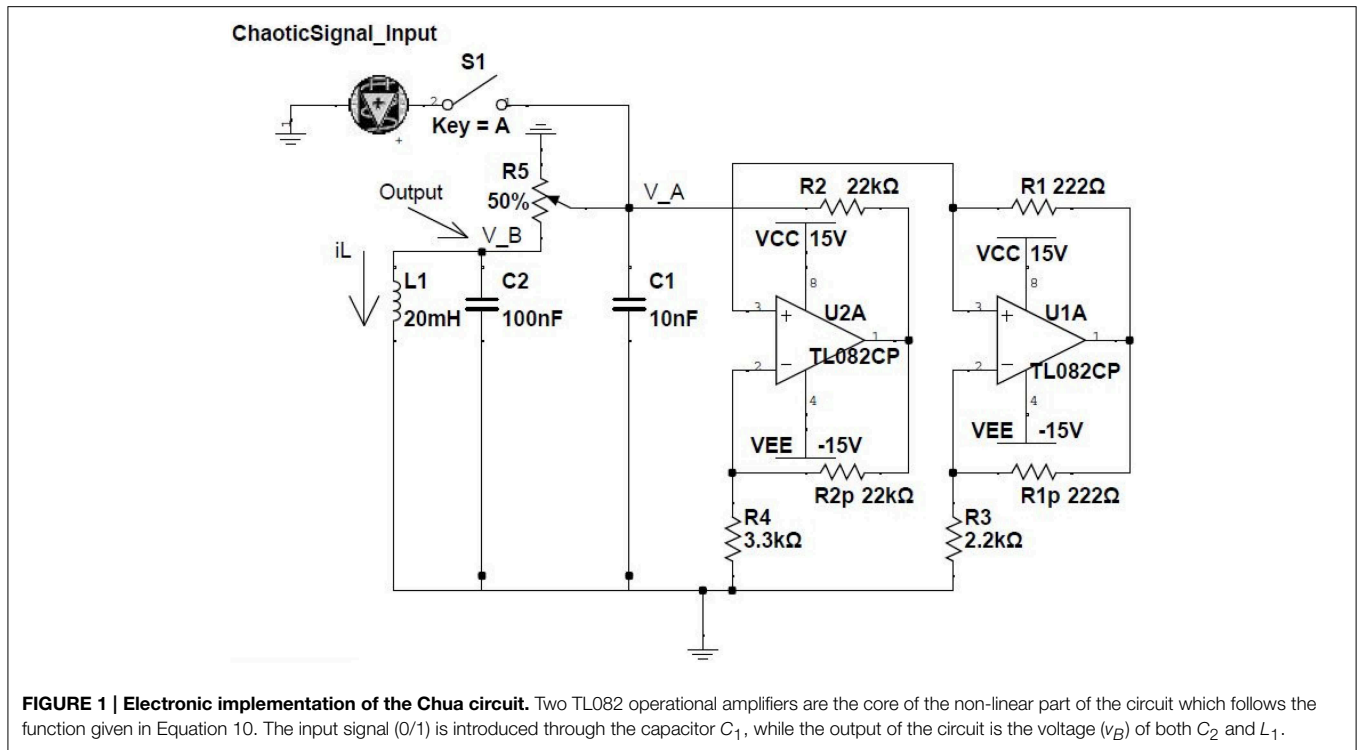 ChaoticSignal_Input
S1
2
1
Key = A
1
+
R5
50%
Output
V_B
V_A
iL
L1
20mH
C2
100nF
C1
10nF
R2 22kΩ
VCC 15V
8
3
U2A
1
TL082CP
2
4
VEE -15V
R2p 22kΩ
R4
3.3kΩ
R1 222Ω
VCC 15V
8
3
U1A
1
TL082CP
2
4
VEE -15V
R1p 222Ω
R3
2.2kΩ
FIGURE 1 | Electronic implementation of the Chua circuit. Two TL082 operational amplifiers are the core of the non-linear part of the circuit which follows the
function given in Equation 10. The input signal (0/1) is introduced through the capacitor C1, while the output of the circuit is the voltage (vB) of both C2 and L1.